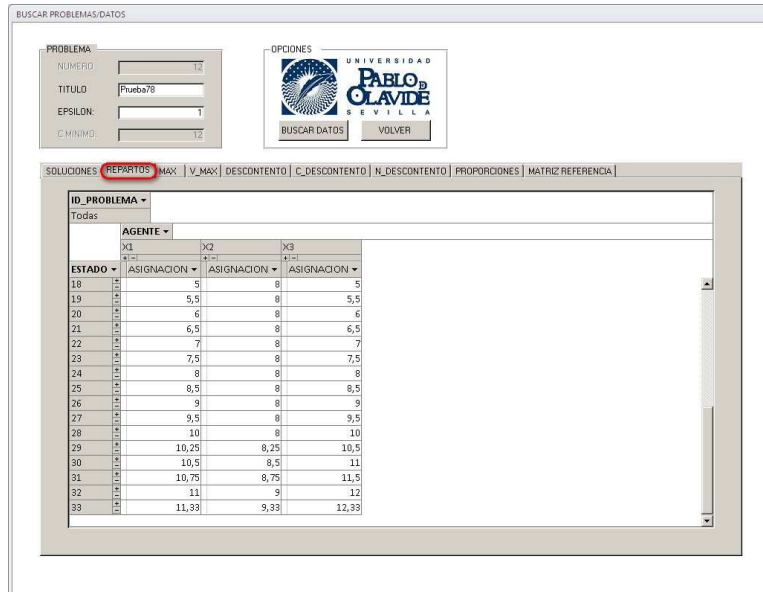 BUSCAR PROBLEMAS/DATOS
PROBLEMA
NUMERO: 12
TITULO Prueba78
EPSILON: 1
C MINIMO: 12
OPCIONES
UNIVERSIDAD
PABLO DE
OLAVIDE
SEVILLA
BUSCAR DATOS VOLVER
SOLUCIONES REPARTOS MAX V_MAX DESCONTENTO C_DESCONTENTO N_DESCONTENTO PROPORCIONES MATRIZ REFERENCIA
ID_PROBLEMA
Todas
AGENTE
X1 X2 X3
ESTADO ASIGNACION ASIGNACION ASIGNACION
18 5 8 5
19 5,5 8 5,5
20 6 8 6
21 6,5 8 6,5
22 7 8 7
23 7,5 8 7,5
24 8 8 8
25 8,5 8 8,5
26 9 8 9
27 9,5 8 9,5
28 10 8 10
29 10,25 8,25 10,5
30 10,5 8,5 11
31 10,75 8,75 11,5
32 11 9 12
33 11,33 9,33 12,33